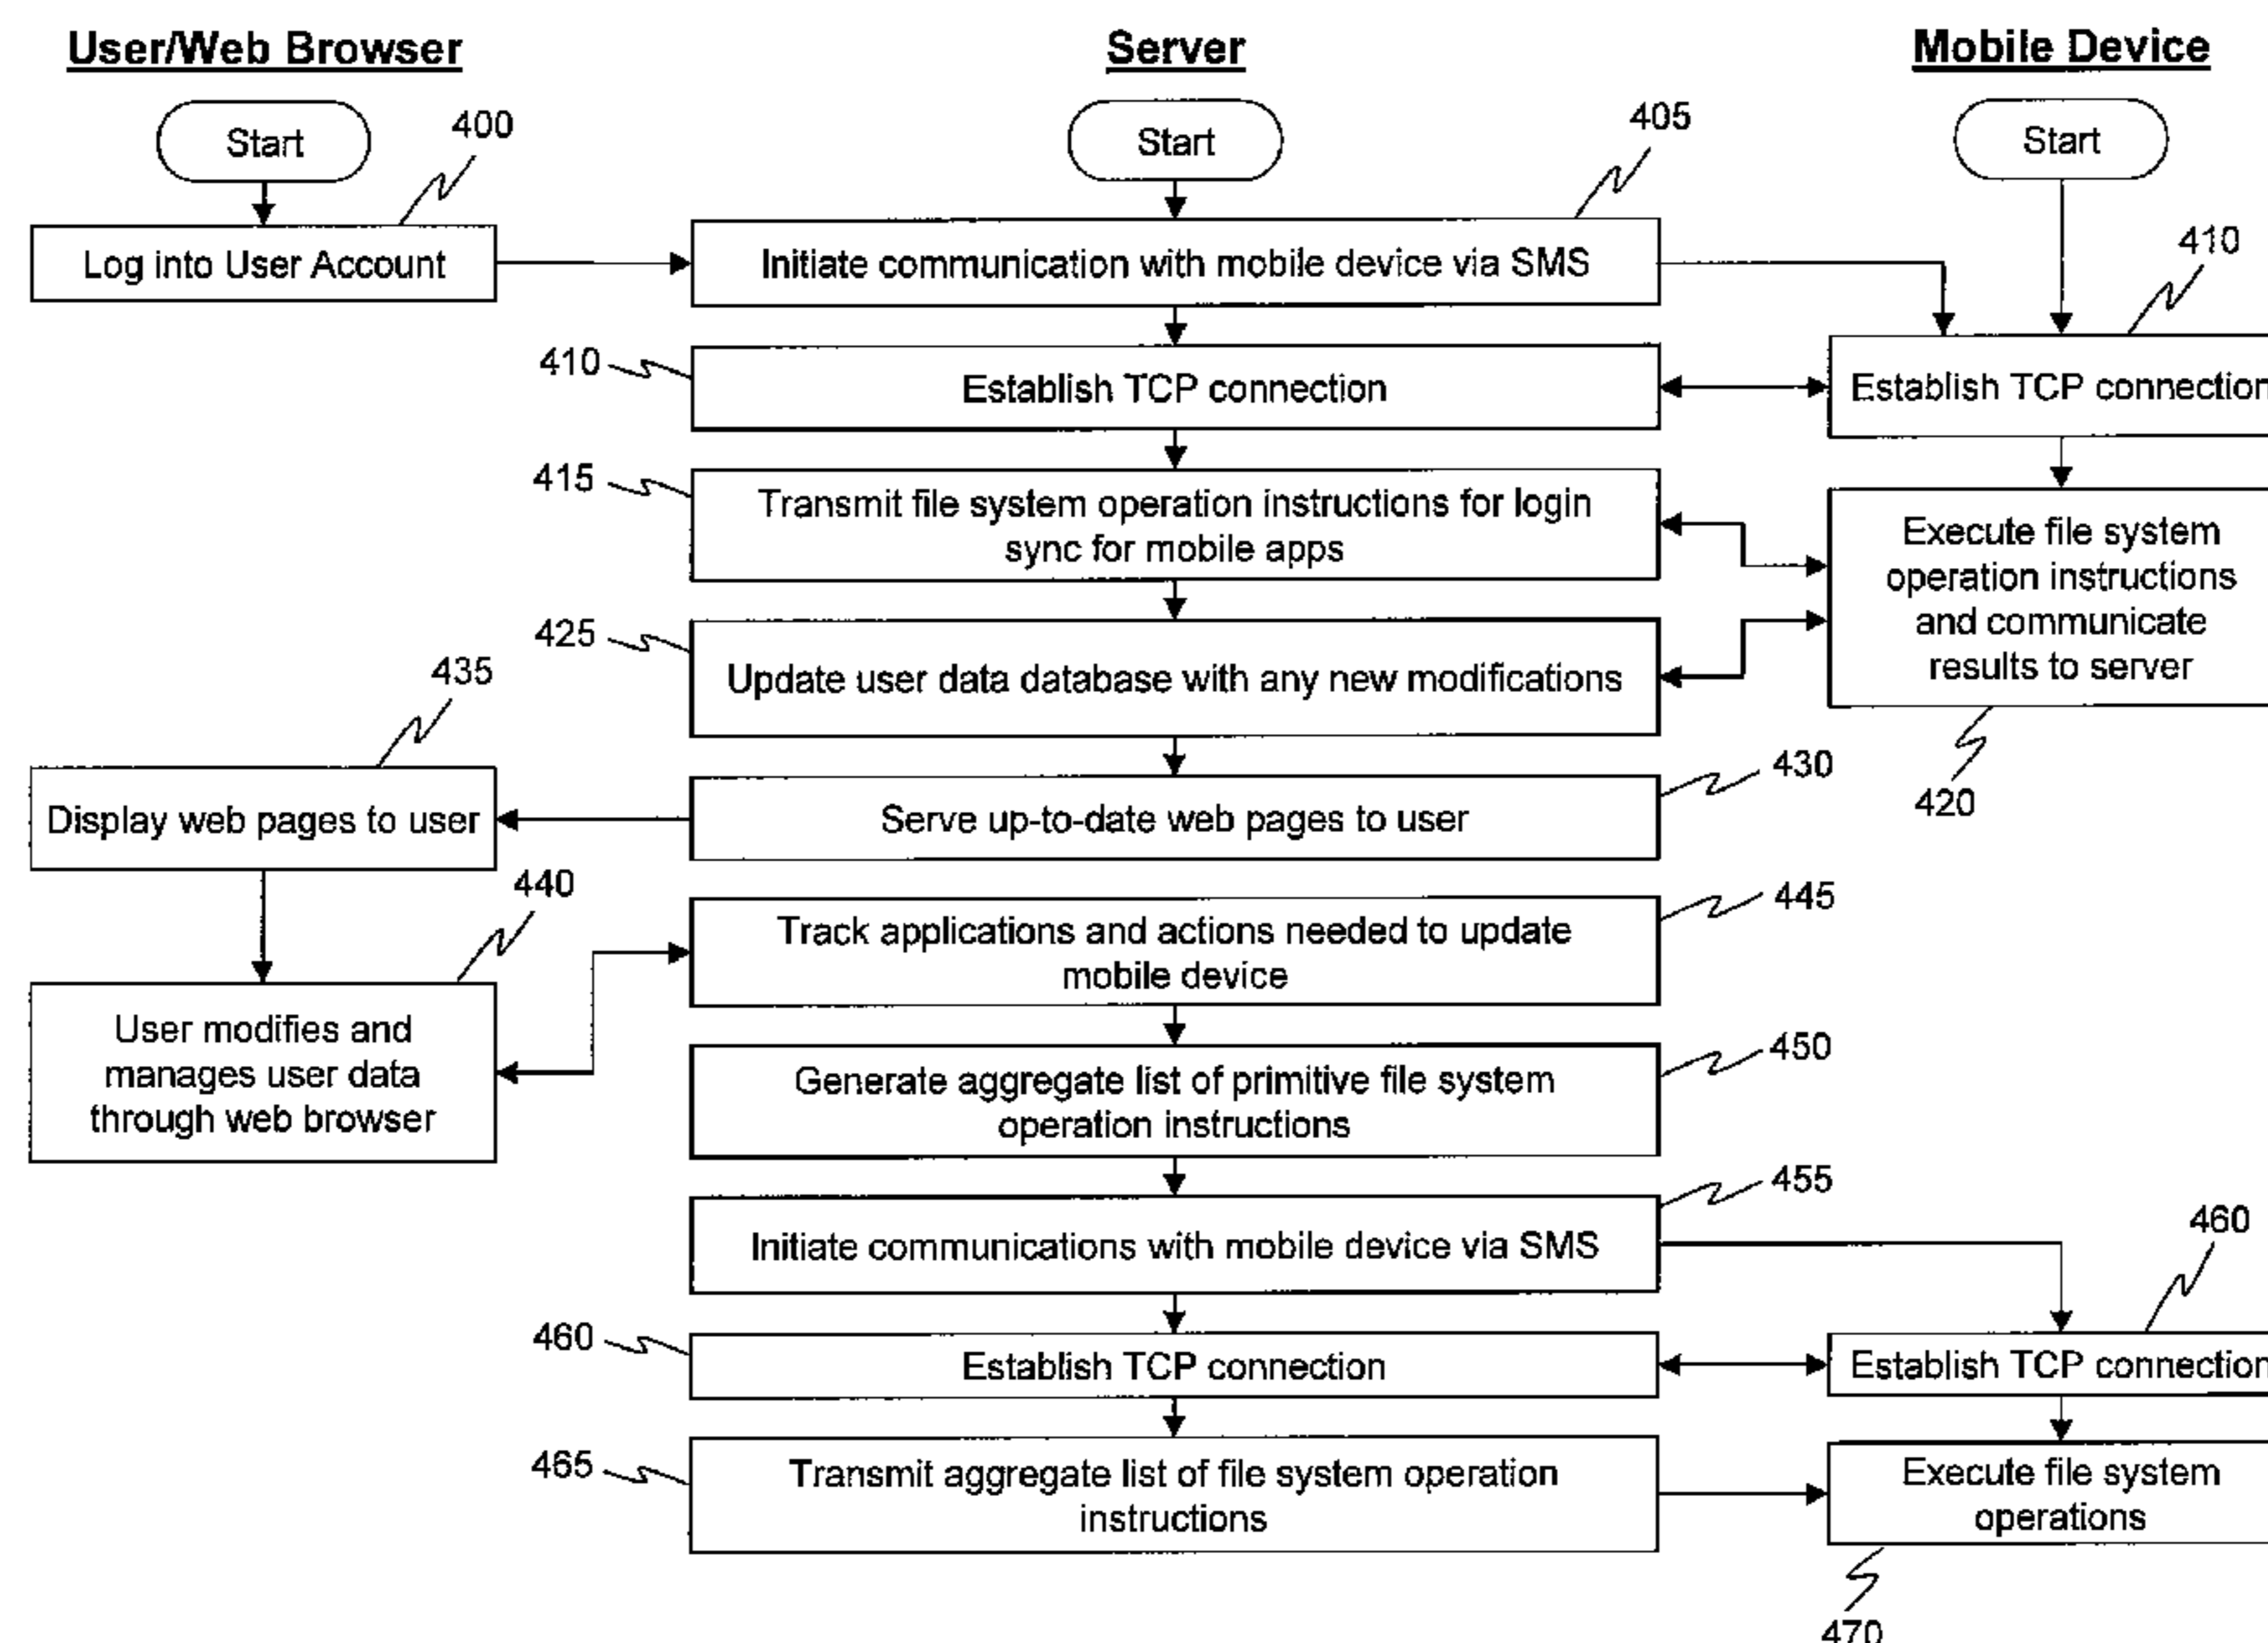 User/Web Browser
Server
Mobile Device
Start
400
Start
405
Start
Log into User Account
Initiate communication with mobile device via SMS
410
410
Establish TCP connection
Establish TCP connection
415
Transmit file system operation instructions for login
sync for mobile apps
Execute file system
operation instructions
and communicate
results to server
425
Update user data database with any new modifications
420
435
430
Display web pages to user
Serve up-to-date web pages to user
440
445
Track applications and actions needed to update
mobile device
User modifies and
manages user data
through web browser
450
Generate aggregate list of primitive file system
operation instructions
455
Initiate communications with mobile device via SMS
460
460
Establish TCP connection
Establish TCP connection
465
Transmit aggregate list of file system operation
instructions
Execute file system
operations
470